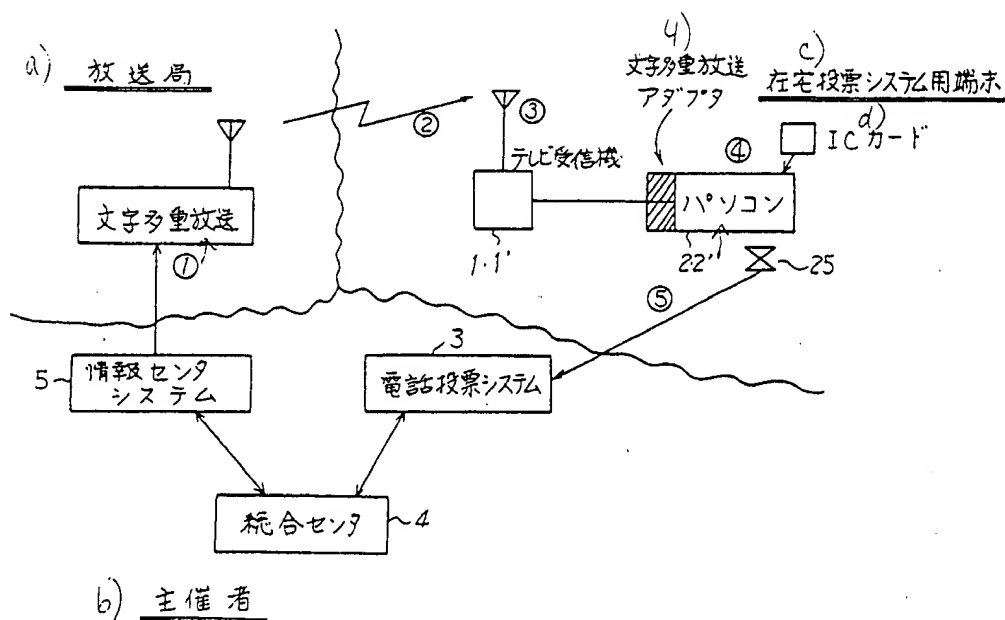 a) 放送局
文字多重放送
①
②
③
テレビ受信機
1.1'
4)
文字多重放送
アダプタ
c)
在宅投票システム用端末
d)
ICカード
④
パソコン
2.2'
25
⑤
5
情報センタ
システム
3
電話投票システム
総合センタ
4
b) 主催者